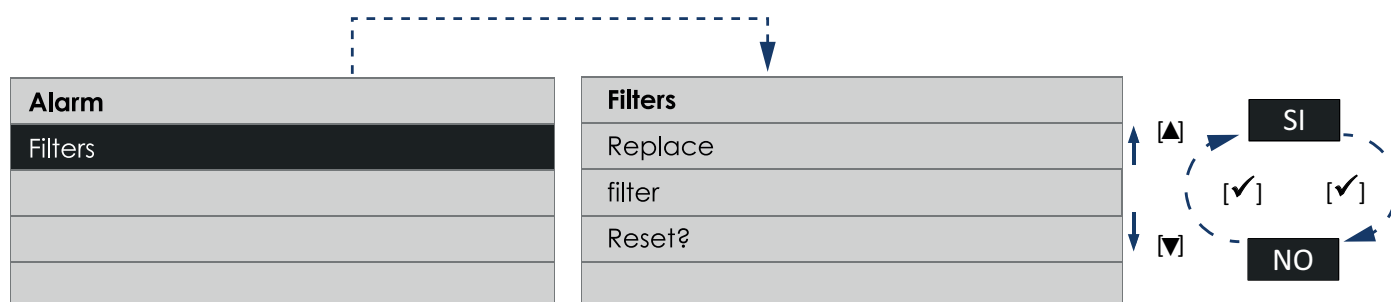 Alarm
Filters
Filters
Replace
filter
Reset?
[▲]
[▼]
SI
[✔] [✔]
NO